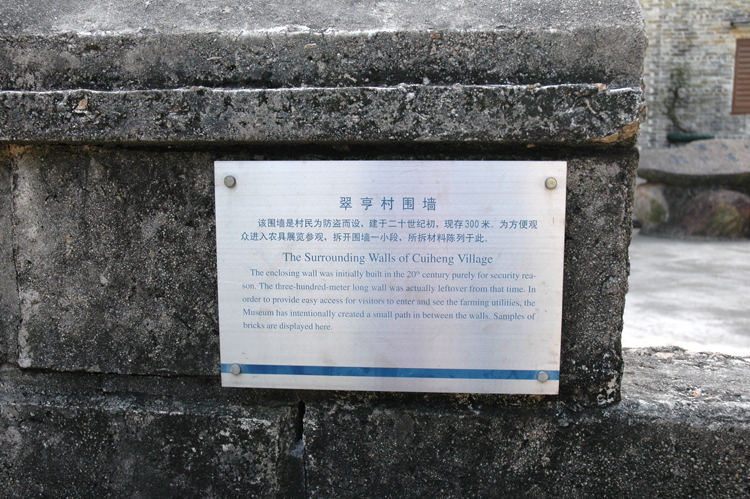 翠亨村围墙
该围墙是村民为防盗而设，建于二十世纪初，现存300米．为方便观
众进入农具展览参观，拆开围墙一小段，所拆材料陈列于此．
The Surrounding Walls of Cuiheng Village
The enclosing wall was initially built in the 20th century purely for security rea-
son. The three-hundred-meter long wall was actually leftover from that time. In
order to provide easy access for visitors to enter and see the farming utilities, the
Museum has intentionally created a small path in between the walls. Samples of
bricks are displayed here.